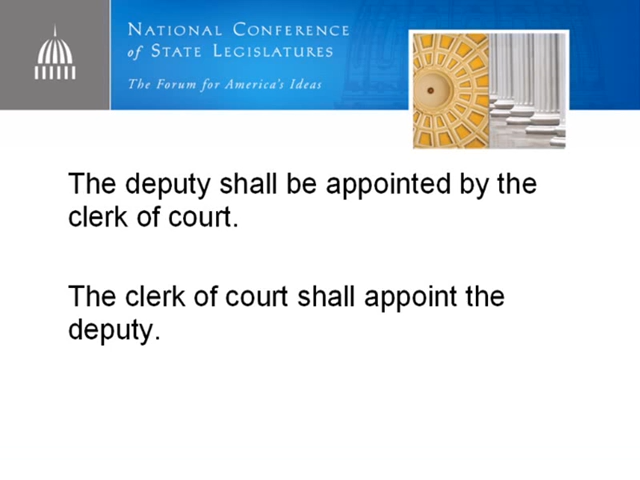 NATIONAL CONFERENCE
of STATE LEGISLATURES
The Forum for America's Ideas
The deputy shall be appointed by the
clerk of court.
The clerk of court shall appoint the
deputy.